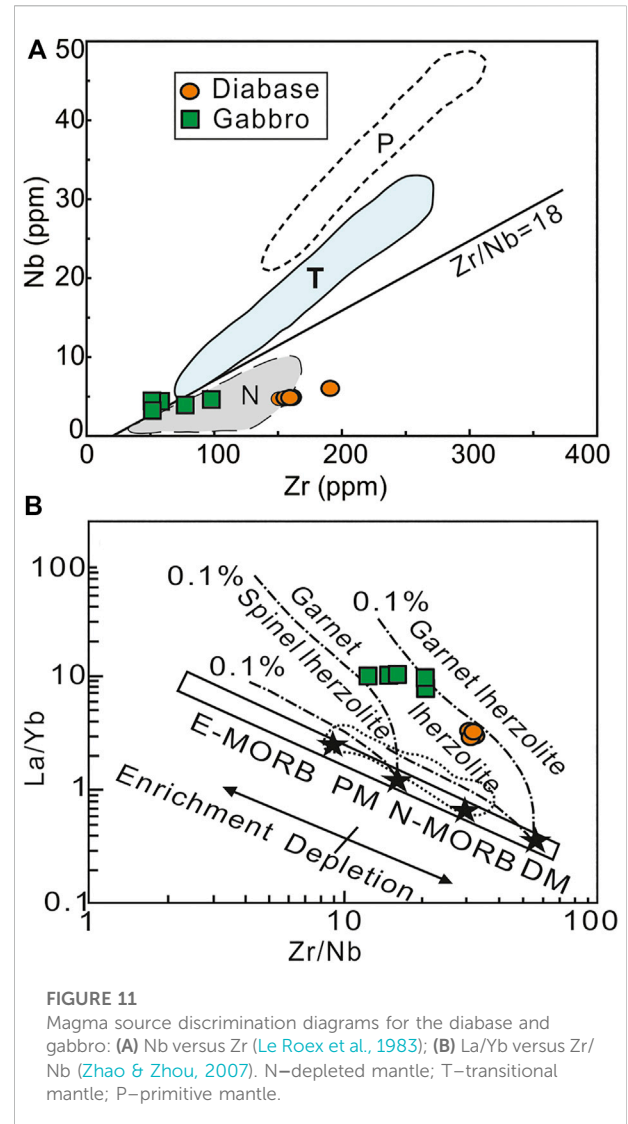 A
50
40
30
20
10
0
Nb (ppm)
Diabase
Gabbro
P
T
N
Zr/Nb=18
0
100
200
300
400
Zr (ppm)
B
100
10
1
0.1
La/Yb
0.1%
0.1%
0.1%
Garnet
Spinel lherzolite
Garnet lherzolite
lherzolite
E-MORB PM N-MORB DM
Enrichment Depletion
1
10
100
Zr/Nb
FIGURE 11
Magma source discrimination diagrams for the diabase and
gabbro: (A) Nb versus Zr (Le Roex et al., 1983); (B) La/Yb versus Zr/
Nb (Zhao & Zhou, 2007). N–depleted mantle; T–transitional
mantle; P–primitive mantle.